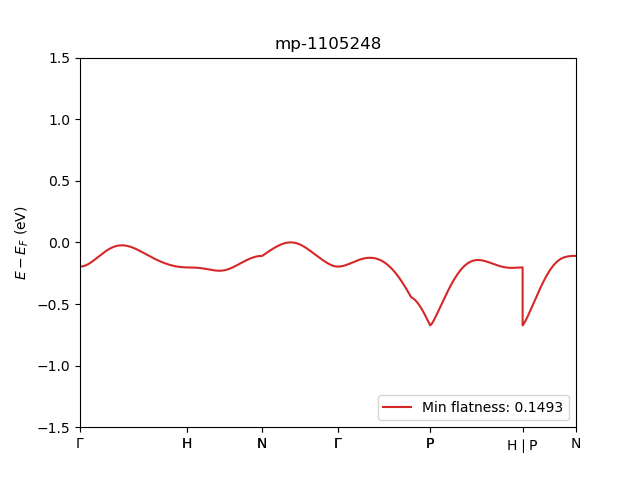 mp-1105248
E − E_F (eV)
1.5
1.0
0.5
0.0
−0.5
−1.0
−1.5
Min flatness: 0.1493
Γ H N Γ P H | P N